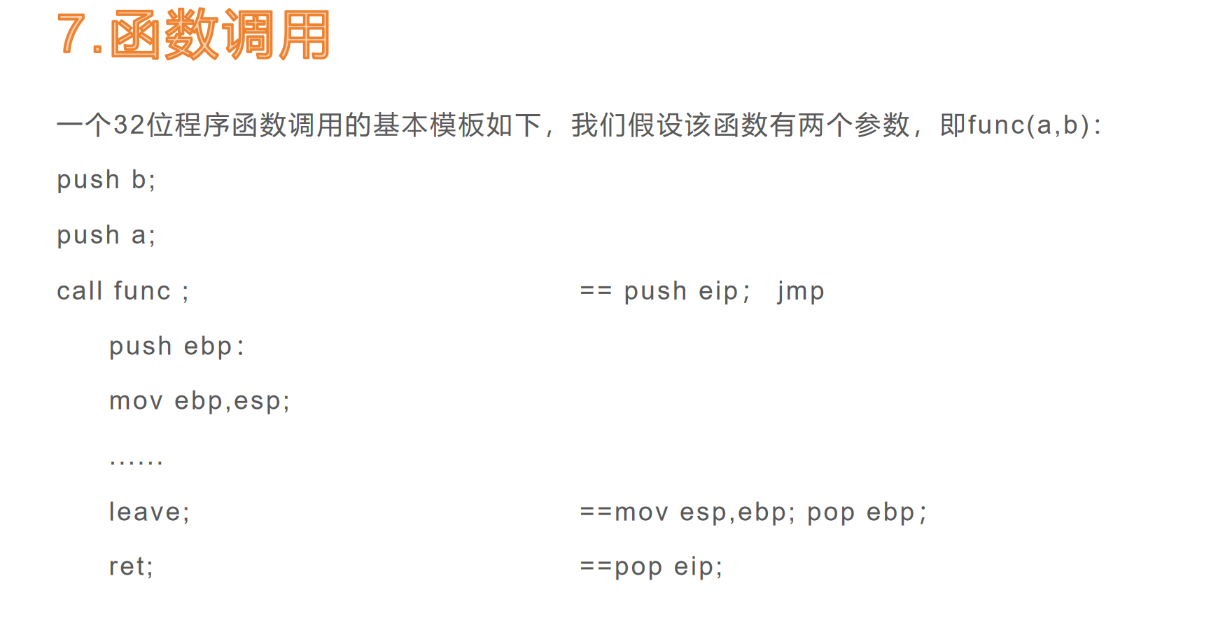 7.函数调用
一个32位程序函数调用的基本模板如下，我们假设该函数有两个参数，即func(a,b)：
push b;
push a;
call func ; == push eip； jmp
push ebp：
mov ebp,esp;
......
leave; ==mov esp,ebp; pop ebp；
ret; ==pop eip;